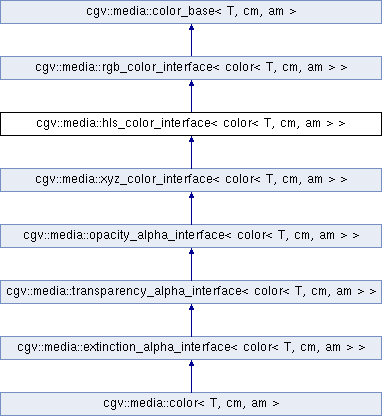 cgv::media::color_base< T, cm, am >
cgv::media::rgb_color_interface< color< T, cm, am > >
cgv::media::hls_color_interface< color< T, cm, am > >
cgv::media::xyz_color_interface< color< T, cm, am > >
cgv::media::opacity_alpha_interface< color< T, cm, am > >
cgv::media::transparency_alpha_interface< color< T, cm, am > >
cgv::media::extinction_alpha_interface< color< T, cm, am > >
cgv::media::color< T, cm, am >